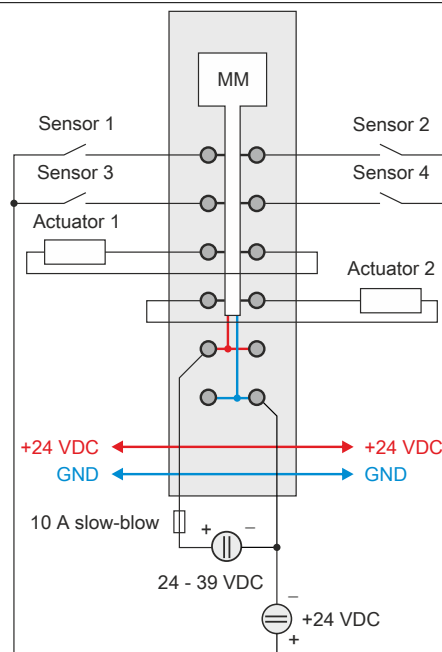 MM
Sensor 1
Sensor 2
Sensor 3
Sensor 4
Actuator 1
Actuator 2
+24 VDC
+24 VDC
GND
GND
10 A slow-blow
+
−
24 - 39 VDC
−
+24 VDC
+